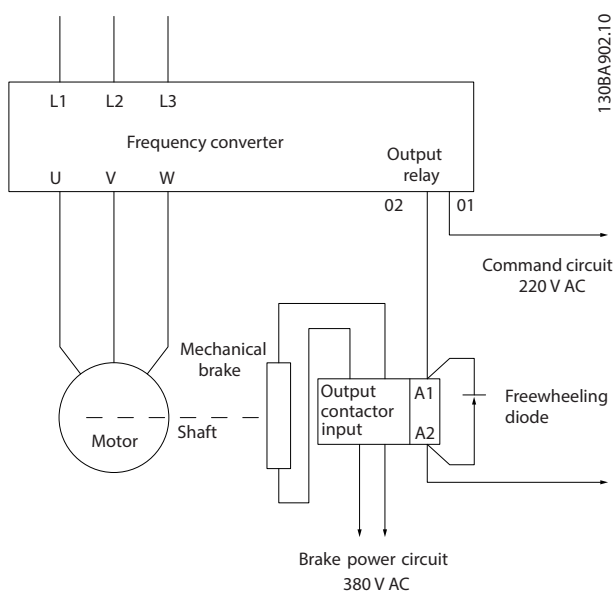 130BA902.10
L1 L2 L3
Frequency converter
Output
relay
U V W
02 01
Command circuit
220 V AC
Mechanical
brake
Output
contactor
input
A1
A2
Freewheeling
diode
Shaft
Motor
Brake power circuit
380 V AC